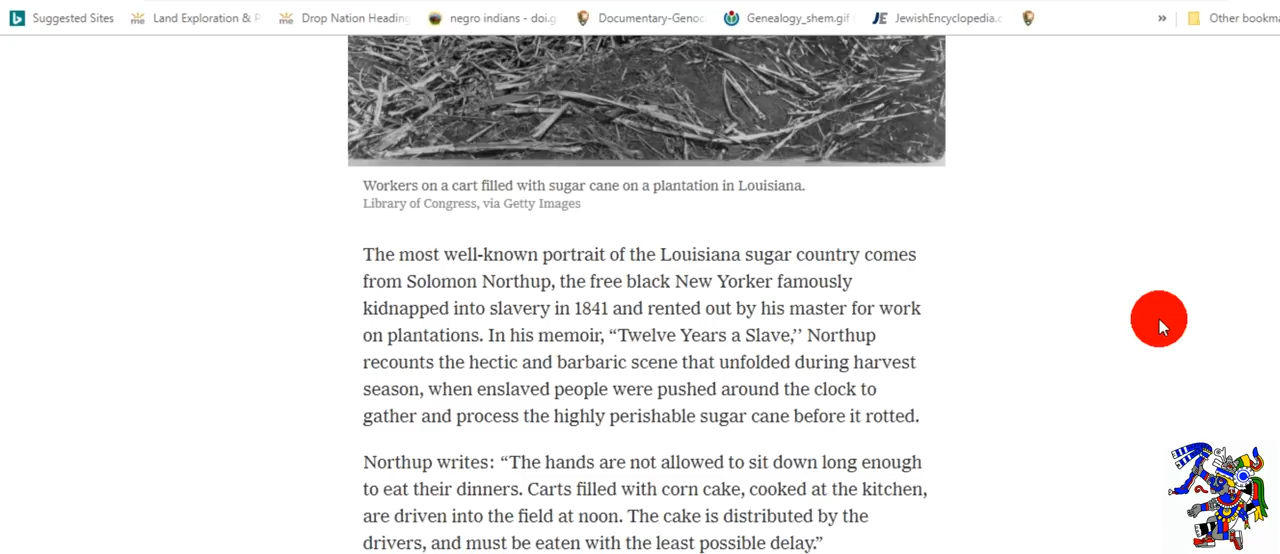 Suggested Sites Land Exploration & P Drop Nation Heading negro indians - doi.g Documentary-Genoc Genealogy_shem.gif ( JewishEncyclopedia.c » Other bookma
Workers on a cart filled with sugar cane on a plantation in Louisiana.
Library of Congress, via Getty Images
The most well-known portrait of the Louisiana sugar country comes
from Solomon Northup, the free black New Yorker famously
kidnapped into slavery in 1841 and rented out by his master for work
on plantations. In his memoir, “Twelve Years a Slave,’’ Northup
recounts the hectic and barbaric scene that unfolded during harvest
season, when enslaved people were pushed around the clock to
gather and process the highly perishable sugar cane before it rotted.
Northup writes: “The hands are not allowed to sit down long enough
to eat their dinners. Carts filled with corn cake, cooked at the kitchen,
are driven into the field at noon. The cake is distributed by the
drivers, and must be eaten with the least possible delay.”